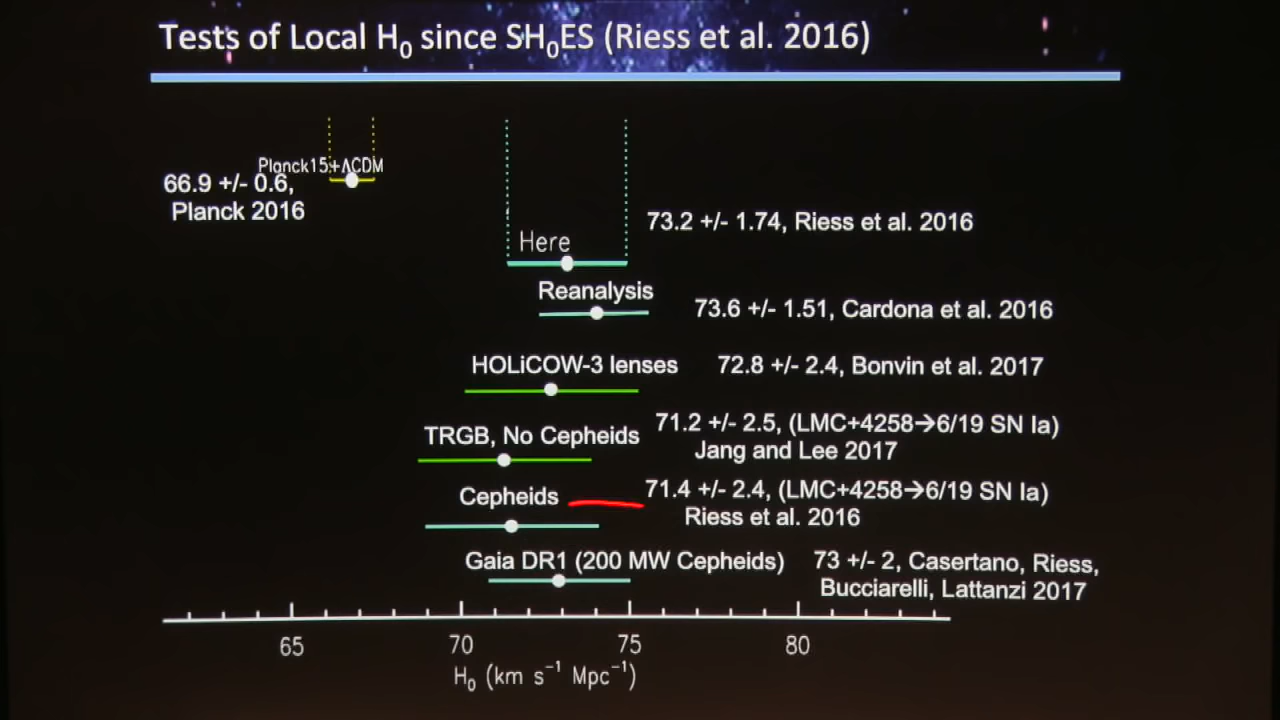 Tests of Local H₀ since SH₀ES (Riess et al. 2016)
Planck15+ΛCDM
66.9 +/- 0.6,
Planck 2016
73.2 +/- 1.74, Riess et al. 2016
Here
Reanalysis
73.6 +/- 1.51, Cardona et al. 2016
HOLiCOW-3 lenses 72.8 +/- 2.4, Bonvin et al. 2017
TRGB, No Cepheids 71.2 +/- 2.5, (LMC+4258→6/19 SN Ia)
Jang and Lee 2017
Cepheids 71.4 +/- 2.4, (LMC+4258→6/19 SN Ia)
Riess et al. 2016
Gaia DR1 (200 MW Cepheids) 73 +/- 2, Casertano, Riess,
Bucciarelli, Lattanzi 2017
65 70 75 80
H₀ (km s⁻¹ Mpc⁻¹)